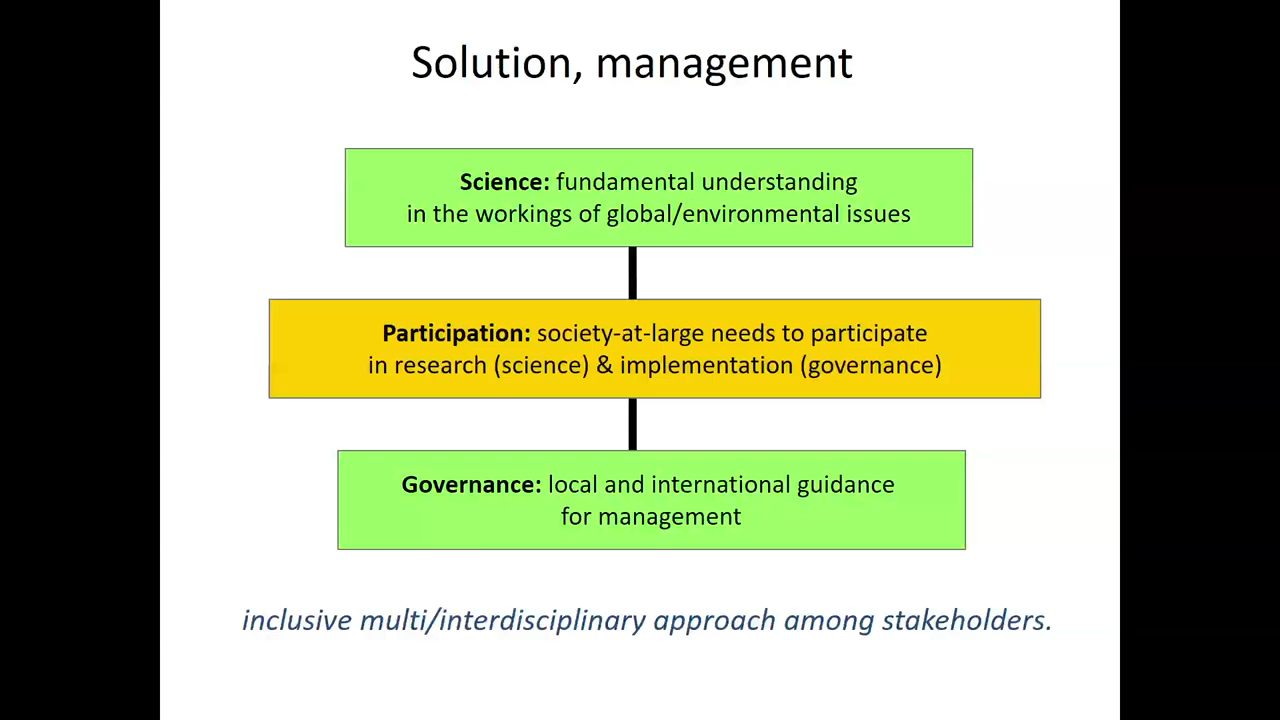 Solution, management
Science: fundamental understanding
in the workings of global/environmental issues
Participation: society-at-large needs to participate
in research (science) & implementation (governance)
Governance: local and international guidance
for management
inclusive multi/interdisciplinary approach among stakeholders.